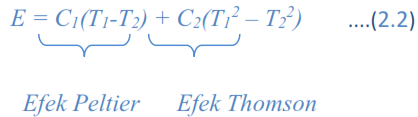 E = C₁(T₁-T₂) + C₂(T₁² – T₂²) ....(2.2)
Efek Peltier Efek Thomson